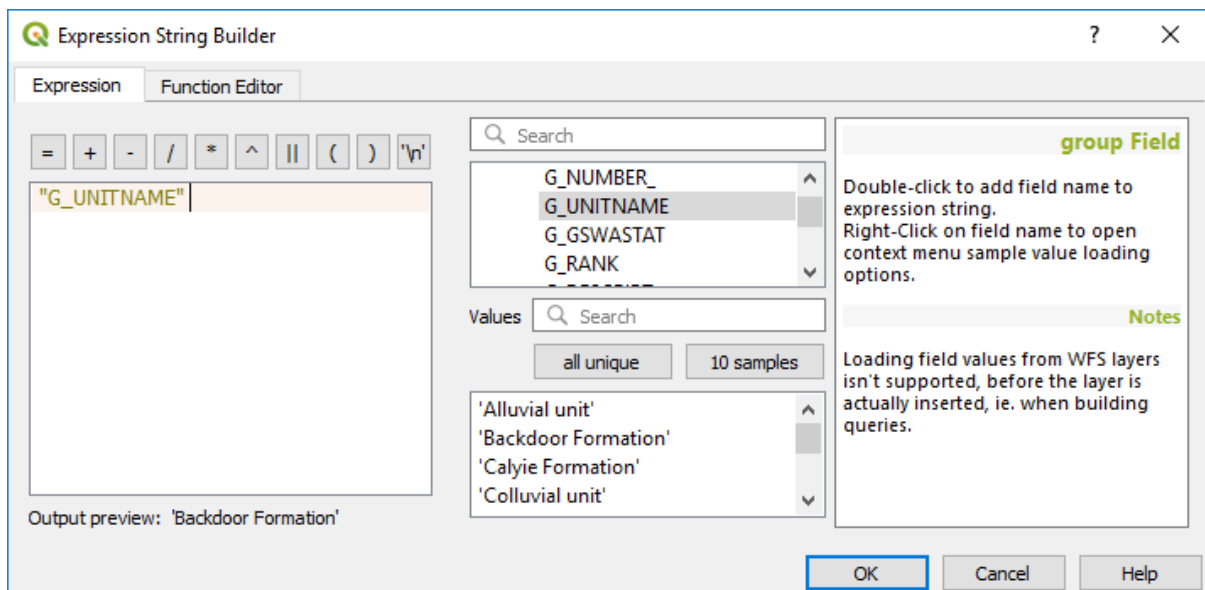 Expression String Builder
?
Expression
Function Editor
= + - / * ^ || ( ) '\n'
"G_UNITNAME"
Output preview: 'Backdoor Formation'
Search
G_NUMBER_
G_UNITNAME
G_GSWASTAT
G_RANK
Values
Search
all unique
10 samples
'Alluvial unit'
'Backdoor Formation'
'Calyie Formation'
'Colluvial unit'
group Field
Double-click to add field name to
expression string.
Right-Click on field name to open
context menu sample value loading
options.
Notes
Loading field values from WFS layers
isn't supported, before the layer is
actually inserted, ie. when building
queries.
OK
Cancel
Help